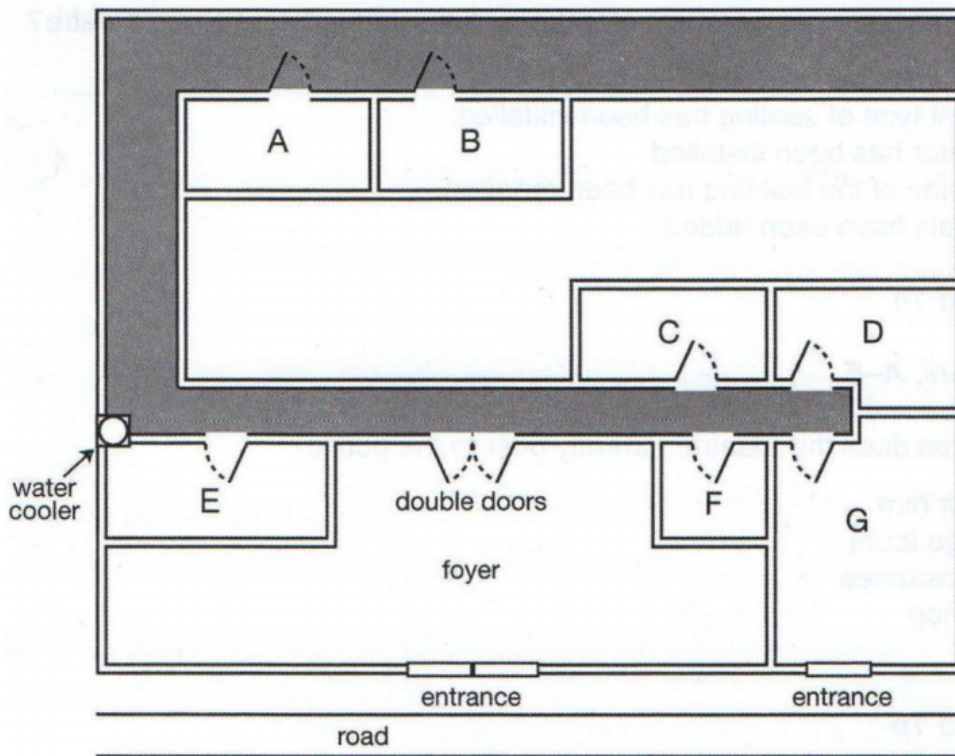 A
B
C
D
water
cooler
E
double doors
F
G
foyer
entrance
entrance
road